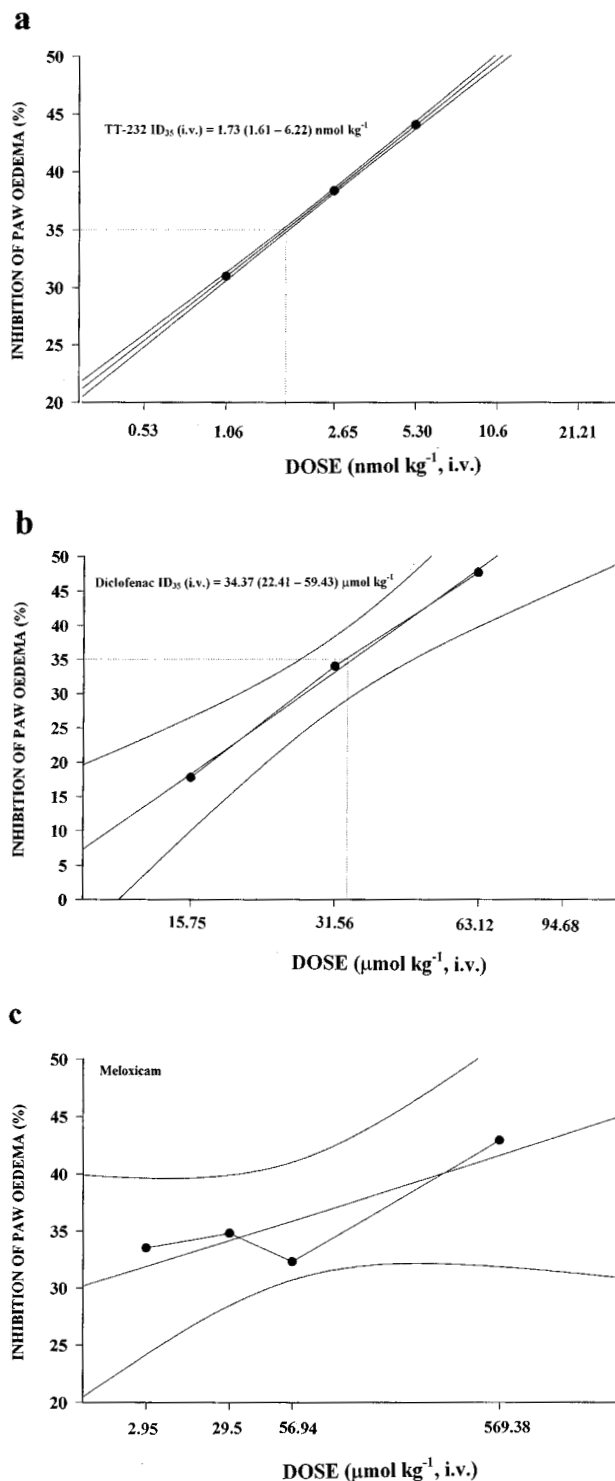 a
50
45
40
35
30
25
20
INHIBITION OF PAW OEDEMA (%)
TT-232 ID₃₅ (i.v.) = 1.73 (1.61 – 6.22) nmol kg⁻¹
0.53 1.06 2.65 5.30 10.6 21.21
DOSE (nmol kg⁻¹, i.v.)
b
50
45
40
35
30
25
20
15
10
5
0
INHIBITION OF PAW OEDEMA (%)
Diclofenac ID₃₅ (i.v.) = 34.37 (22.41 – 59.43) μmol kg⁻¹
15.75 31.56 63.12 94.68
DOSE (μmol kg⁻¹, i.v.)
c
50
45
40
35
30
25
20
INHIBITION OF PAW OEDEMA (%)
Meloxicam
2.95 29.5 56.94 569.38
DOSE (μmol kg⁻¹, i.v.)